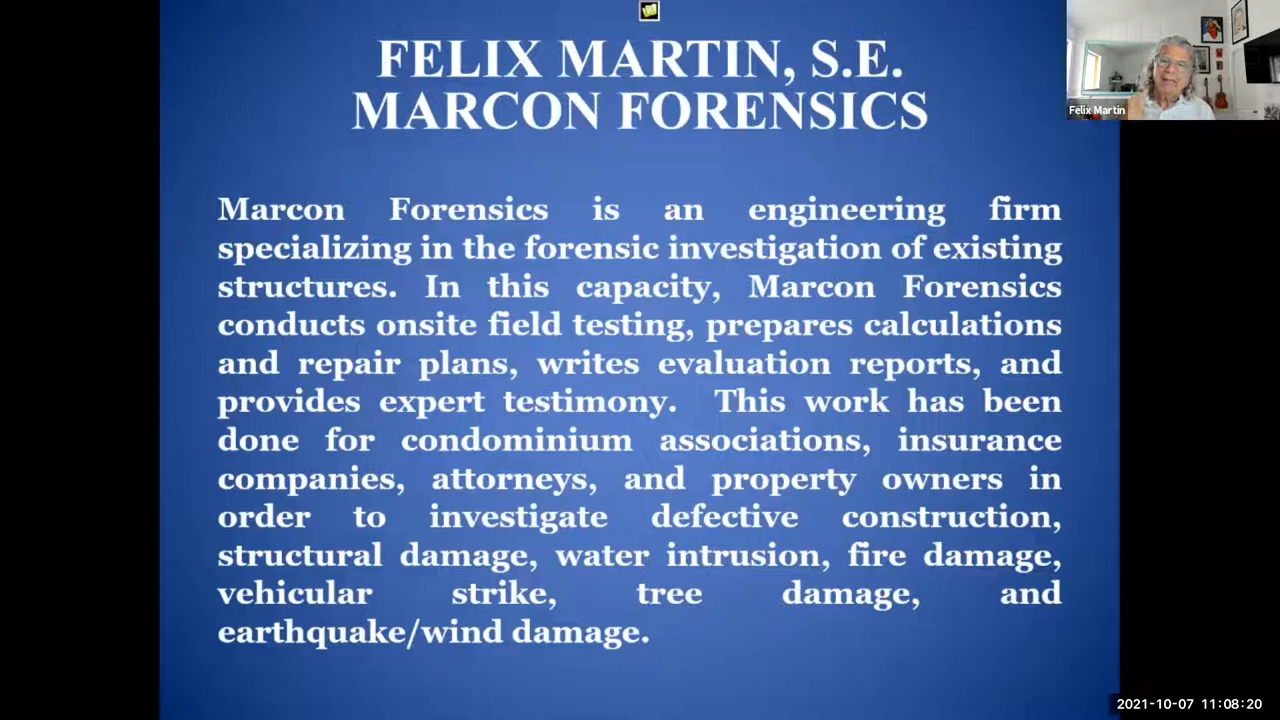 FELIX MARTIN, S.E.
MARCON FORENSICS
Felix Martin
Marcon Forensics is an engineering firm
specializing in the forensic investigation of existing
structures. In this capacity, Marcon Forensics
conducts onsite field testing, prepares calculations
and repair plans, writes evaluation reports, and
provides expert testimony. This work has been
done for condominium associations, insurance
companies, attorneys, and property owners in
order to investigate defective construction,
structural damage, water intrusion, fire damage,
vehicular strike, tree damage, and
earthquake/wind damage.
2021-10-07 11:08:20